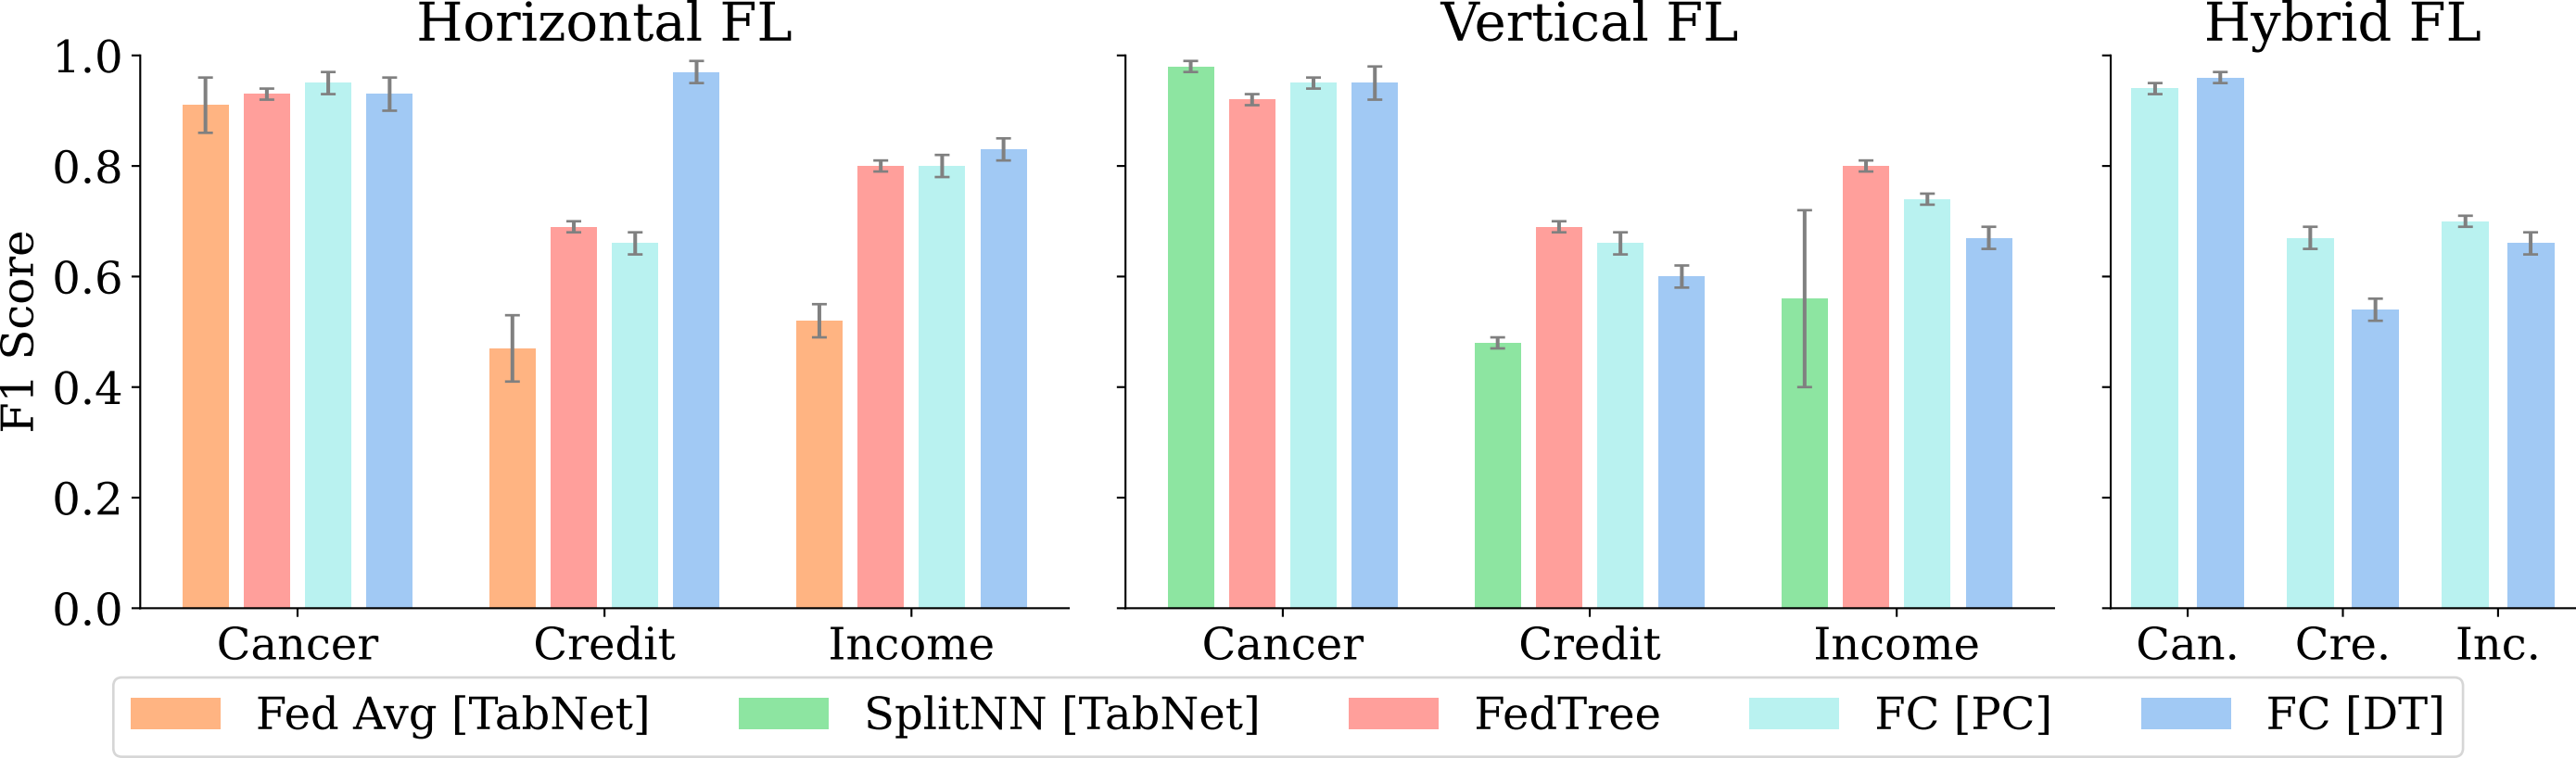 Horizontal FL
Vertical FL
Hybrid FL
F1 Score
1.0
0.8
0.6
0.4
0.2
0.0
Cancer Credit Income
Cancer Credit Income
Can. Cre. Inc.
Fed Avg [TabNet] SplitNN [TabNet] FedTree FC [PC] FC [DT]